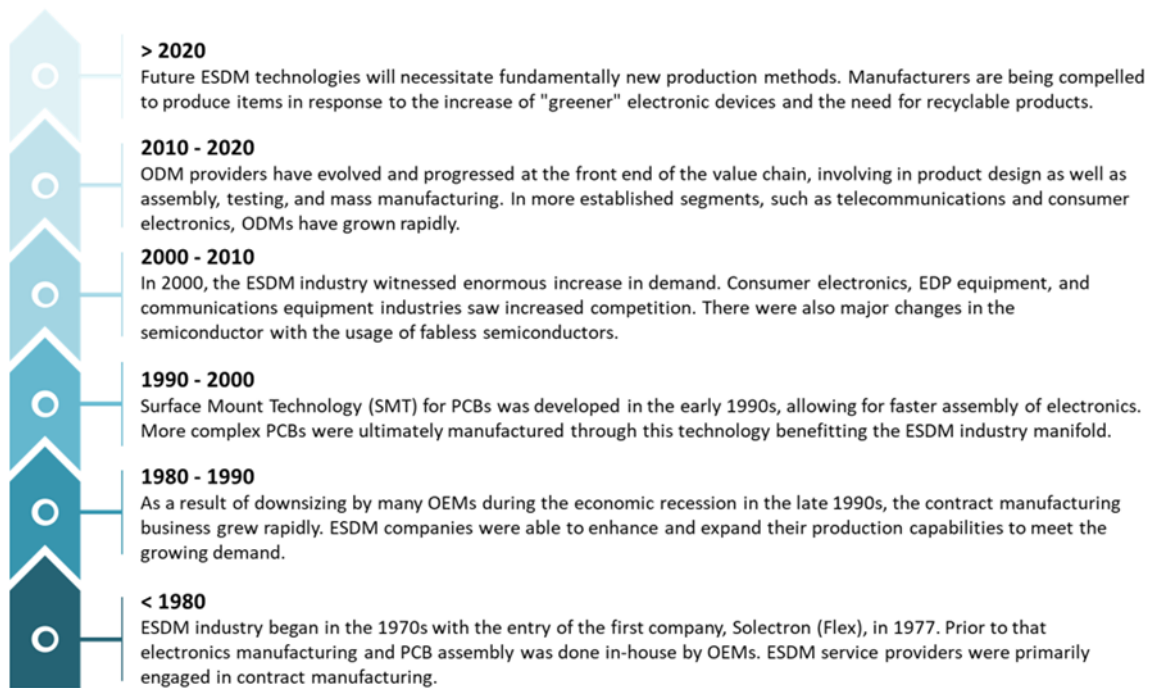 > 2020
Future ESDM technologies will necessitate fundamentally new production methods. Manufacturers are being compelled
to produce items in response to the increase of "greener" electronic devices and the need for recyclable products.
2010 - 2020
ODM providers have evolved and progressed at the front end of the value chain, involving in product design as well as
assembly, testing, and mass manufacturing. In more established segments, such as telecommunications and consumer
electronics, ODMs have grown rapidly.
2000 - 2010
In 2000, the ESDM industry witnessed enormous increase in demand. Consumer electronics, EDP equipment, and
communications equipment industries saw increased competition. There were also major changes in the
semiconductor with the usage of fabless semiconductors.
1990 - 2000
Surface Mount Technology (SMT) for PCBs was developed in the early 1990s, allowing for faster assembly of electronics.
More complex PCBs were ultimately manufactured through this technology benefitting the ESDM industry manifold.
1980 - 1990
As a result of downsizing by many OEMs during the economic recession in the late 1990s, the contract manufacturing
business grew rapidly. ESDM companies were able to enhance and expand their production capabilities to meet the
growing demand.
< 1980
ESDM industry began in the 1970s with the entry of the first company, Solectron (Flex), in 1977. Prior to that
electronics manufacturing and PCB assembly was done in-house by OEMs. ESDM service providers were primarily
engaged in contract manufacturing.